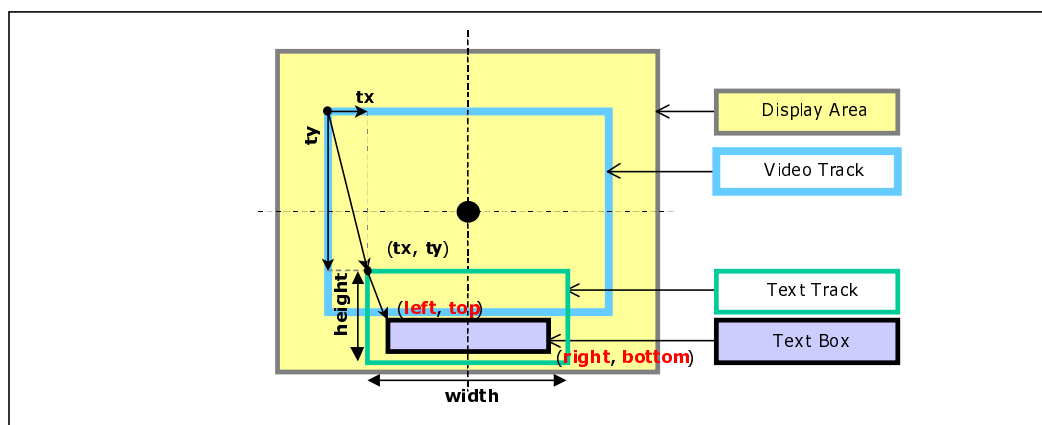 tx
Display Area
ty
Video Track
(tx, ty)
height
Text Track
(left, top)
Text Box
(right, bottom)
width